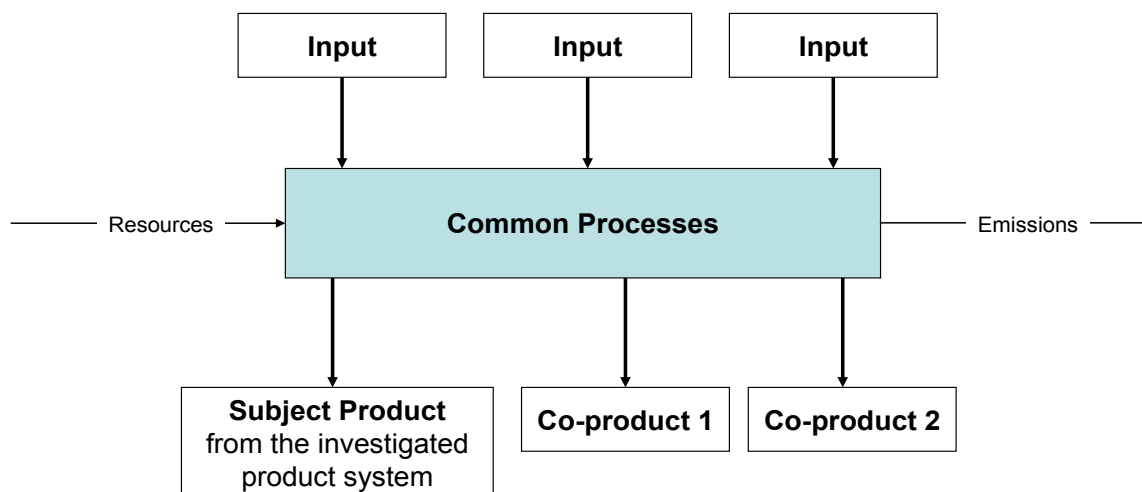 Input
Input
Input
Resources
Common Processes
Emissions
Subject Product
from the investigated
product system
Co-product 1
Co-product 2